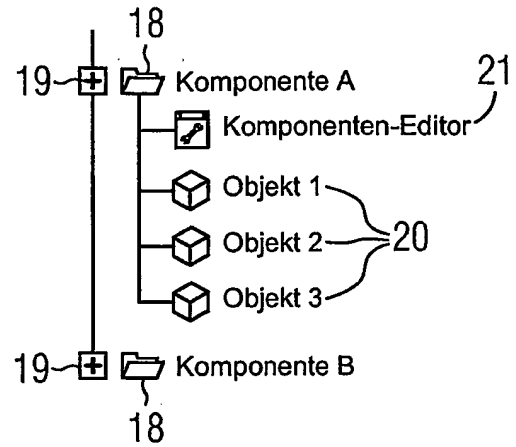 18
19 Komponente A
21
Komponenten-Editor
Objekt 1
Objekt 2 20
Objekt 3
19 Komponente B
18